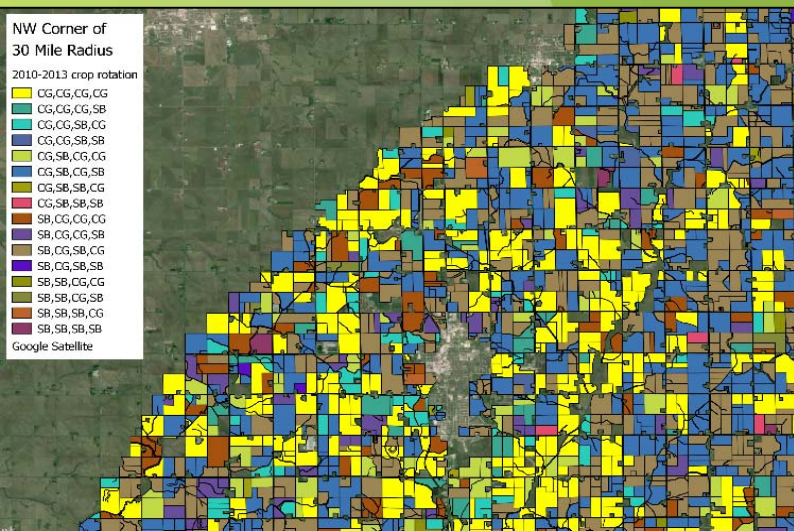 NW Corner of
30 Mile Radius
2010-2013 crop rotation
CG,CG,CG,CG
CG,CG,CG,SB
CG,CG,SB,CG
CG,CG,SB,SB
CG,SB,CG,CG
CG,SB,CG,SB
CG,SB,SB,CG
CG,SB,SB,SB
SB,CG,CG,CG
SB,CG,CG,SB
SB,CG,SB,CG
SB,CG,SB,SB
SB,SB,CG,CG
SB,SB,CG,SB
SB,SB,SB,CG
SB,SB,SB,SB
Google Satellite